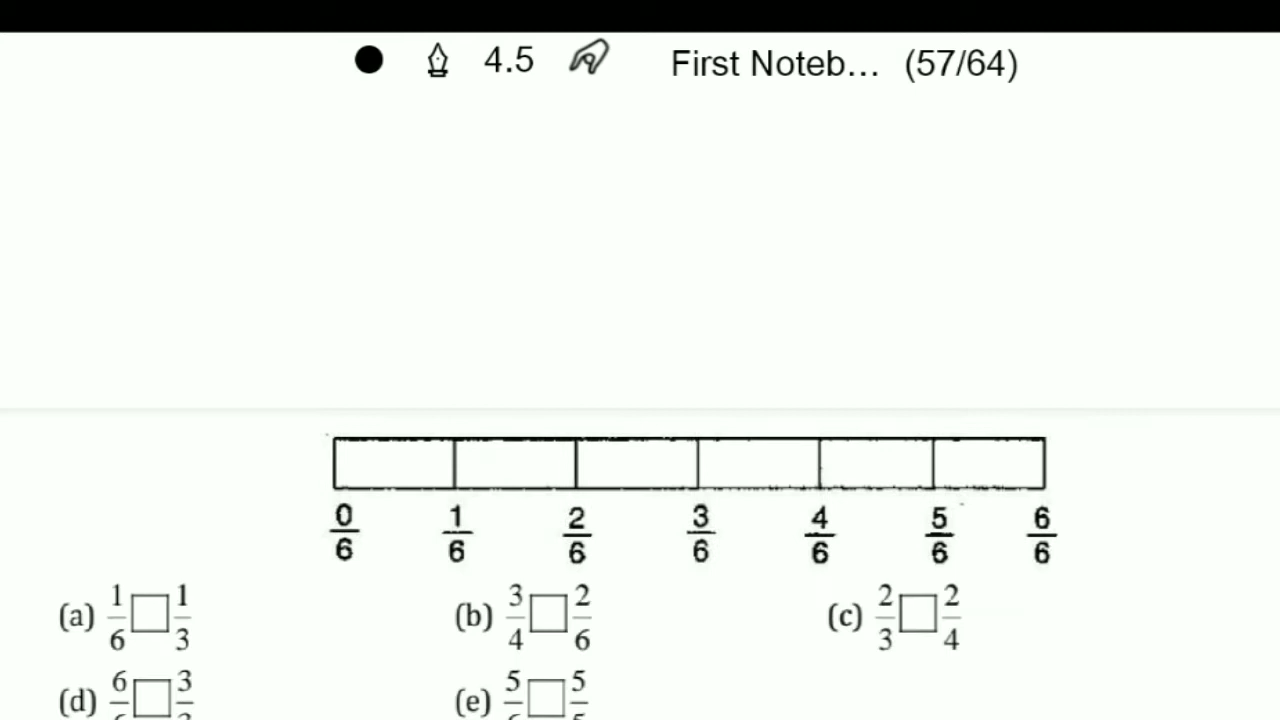 4.5 First Noteb... (57/64)
0/6 1/6 2/6 3/6 4/6 5/6 6/6
(a) 1/6 □ 1/3 (b) 3/4 □ 2/6 (c) 2/3 □ 2/4
(d) 6/6 □ 3/3 (e) 5/6 □ 5/5